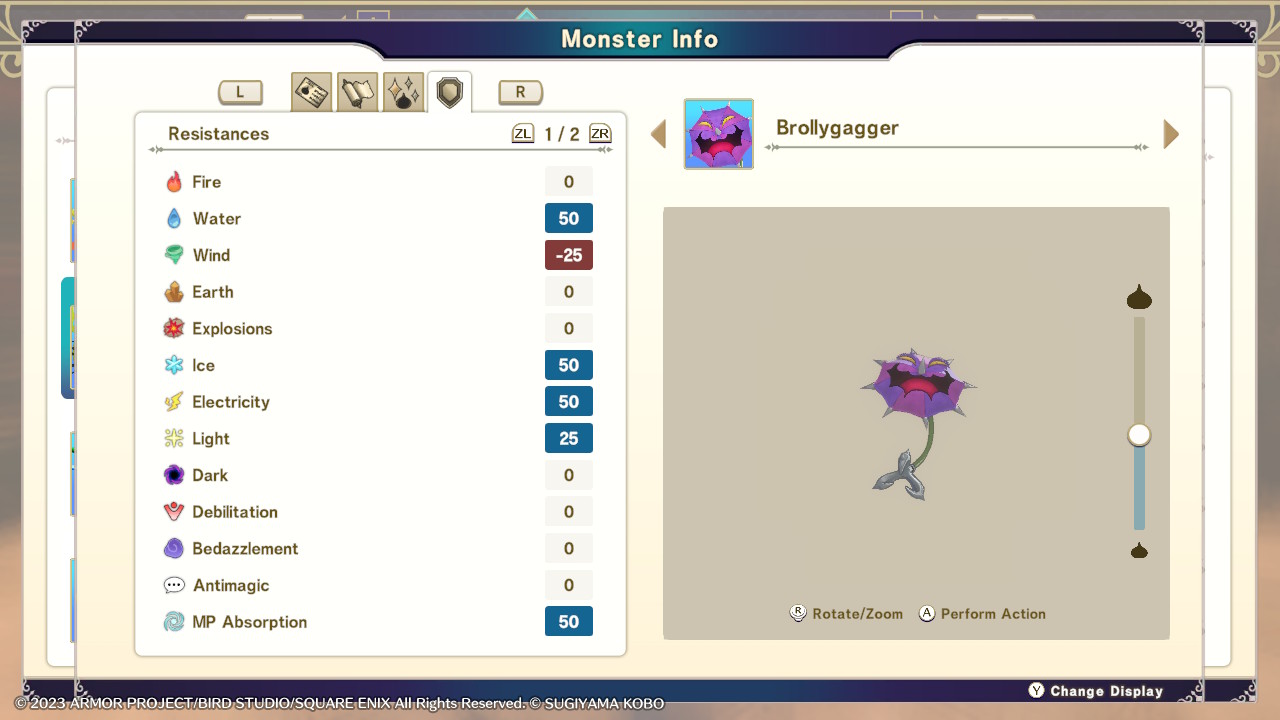 Monster Info
L
R
Resistances
ZL 1 / 2 ZR
Fire 0
Water 50
Wind -25
Earth 0
Explosions 0
Ice 50
Electricity 50
Light 25
Dark 0
Debilitation 0
Bedazzlement 0
Antimagic 0
MP Absorption 50
Brollygagger
R Rotate/Zoom A Perform Action
Y Change Display
© 2023 ARMOR PROJECT/BIRD STUDIO/SQUARE ENIX All Rights Reserved. © SUGIYAMA KOBO